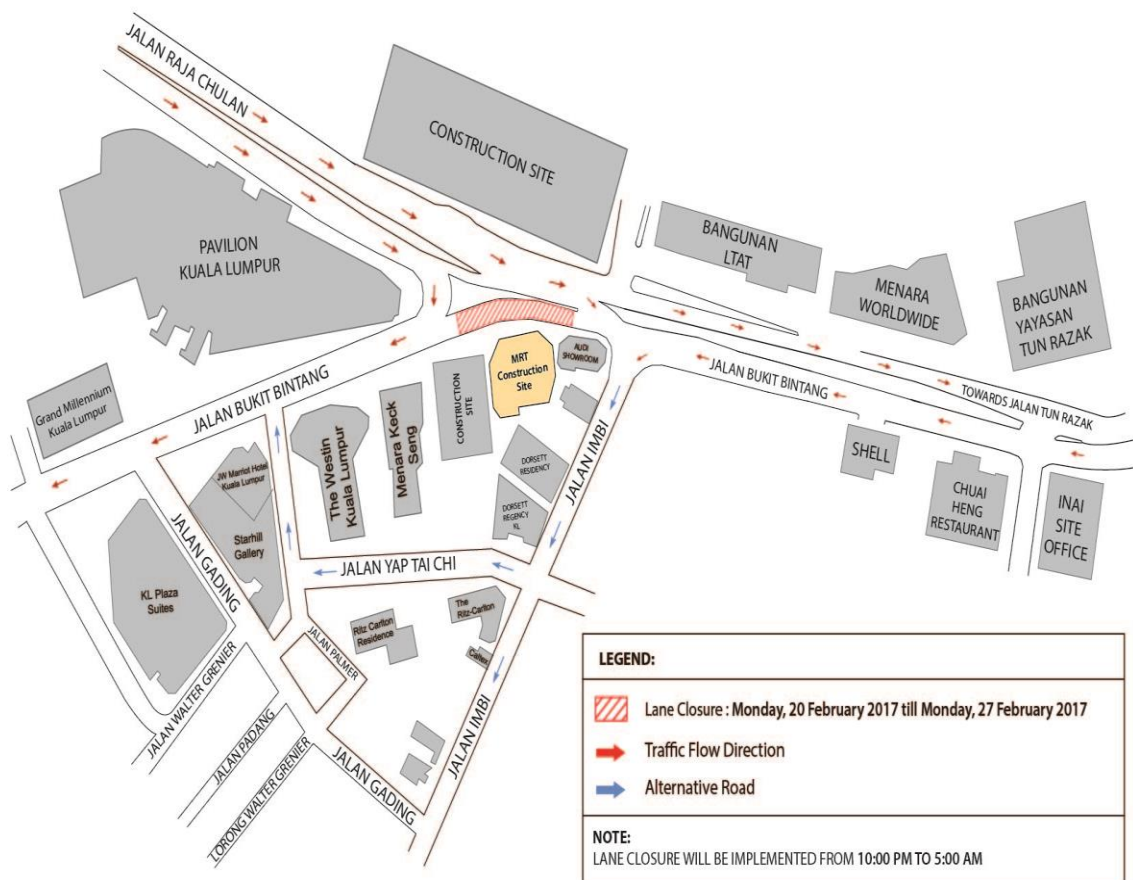 JALAN RAJA CHULAN
CONSTRUCTION SITE
PAVILION
KUALA LUMPUR
BANGUNAN
LTAT
MENARA
WORLDWIDE
BANGUNAN
YAYASAN
TUN RAZAK
MRT
Construction
Site
AUDI
SHOWROOM
Grand Millennium
Kuala Lumpur
JALAN BUKIT BINTANG
CONSTRUCTION
SITE
JALAN BUKIT BINTANG
TOWARDS JALAN TUN RAZAK
The Westin
Kuala Lumpur
Menara Keck
Seng
DORSETT
RESIDENCY
JALAN IMBI
SHELL
JW Marriot Hotel
Kuala Lumpur
Starhill
Gallery
DORSETT
REGENCY
KL
CHUAI
HENG
RESTAURANT
INAI
SITE
OFFICE
JALAN GADING
JALAN YAP TAI CHI
KL Plaza
Suites
The
Ritz-Carlton
Ritz Carlton
Residence
JALAN PALMER
Caltex
JALAN WALTER GRENIER
JALAN PADANG
LORONG WALTER GRENIER
JALAN GADING
JALAN IMBI
LEGEND:
Lane Closure : Monday, 20 February 2017 till Monday, 27 February 2017
Traffic Flow Direction
Alternative Road
NOTE:
LANE CLOSURE WILL BE IMPLEMENTED FROM 10:00 PM TO 5:00 AM